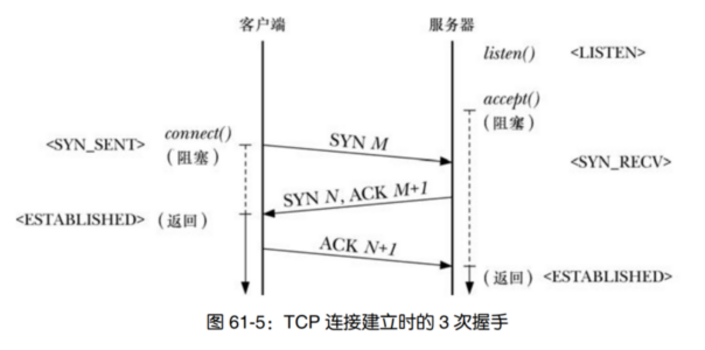 客户端 服务器
listen() <LISTEN>
accept()
（阻塞）
<SYN_SENT> connect() SYN M
（阻塞） <SYN_RECV>
SYN N, ACK M+1
<ESTABLISHED> （返回）
ACK N+1
（返回） <ESTABLISHED>
图 61-5：TCP 连接建立时的 3 次握手